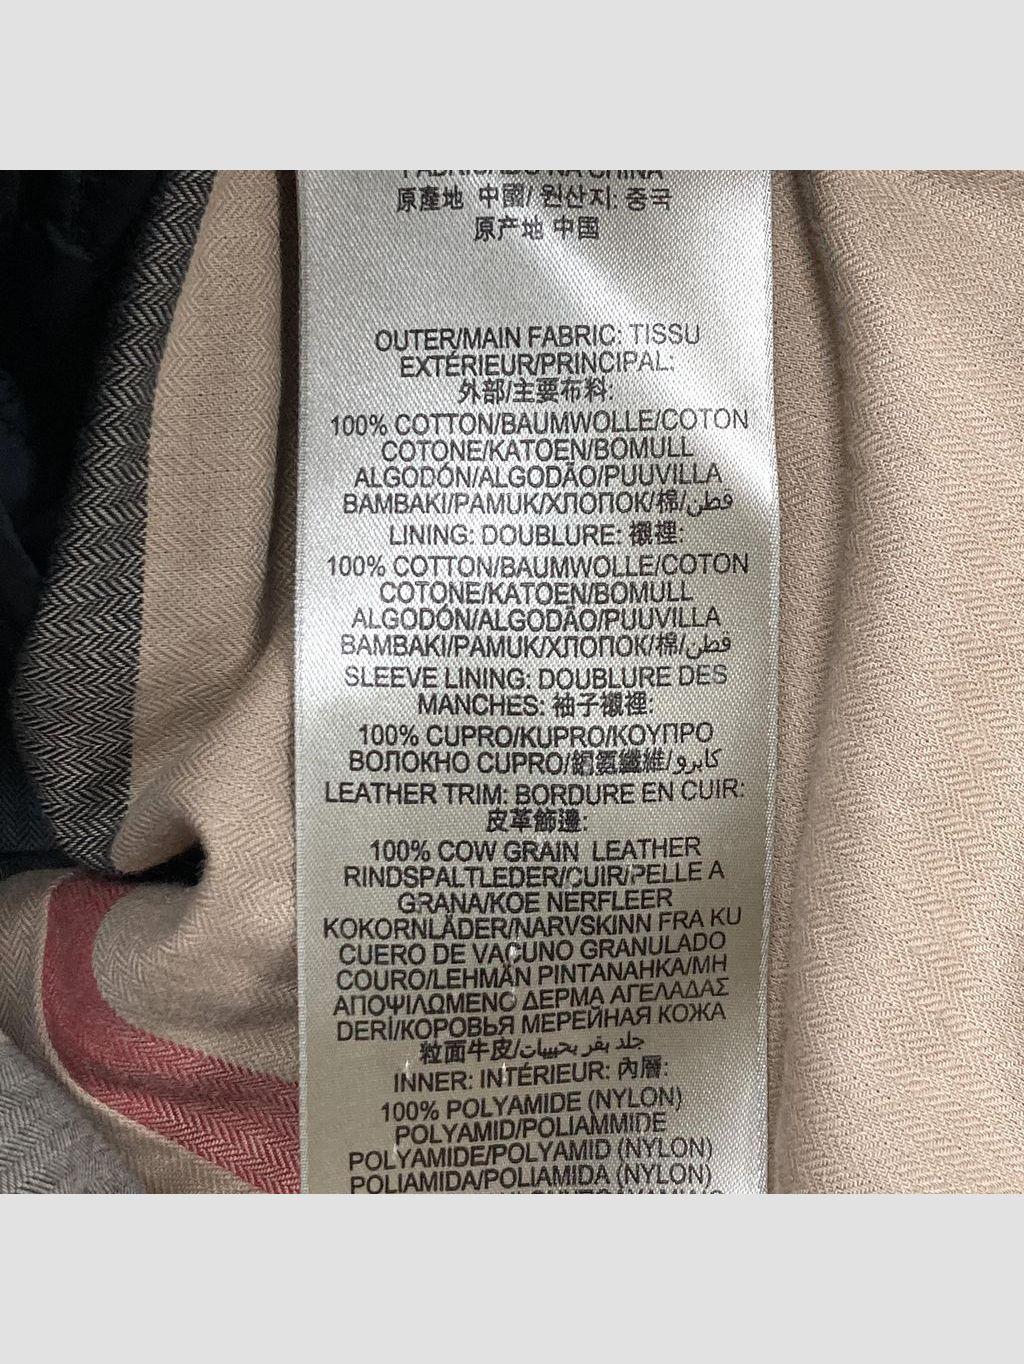 FABRICADO NA CHINA
原產地 中國/ 원산지: 중국
原产地 中国
OUTER/MAIN FABRIC: TISSU
EXTÉRIEUR/PRINCIPAL:
外部/主要布料:
100% COTTON/BAUMWOLLE/COTON
COTONE/KATOEN/BOMULL
ALGODÓN/ALGODÃO/PUUVILLA
BAMBAKI/PAMUK/ХЛОПОК/棉/قطن
LINING: DOUBLURE: 襯裡:
100% COTTON/BAUMWOLLE/COTON
COTONE/KATOEN/BOMULL
ALGODÓN/ALGODÃO/PUUVILLA
BAMBAKI/PAMUK/ХЛОПОК/棉/قطن
SLEEVE LINING: DOUBLURE DES
MANCHES: 袖子襯裡:
100% CUPRO/KUPRO/ΚΟΥΠΡΟ
ВОЛОКНО CUPRO/銅氨纖維/كابرو
LEATHER TRIM: BORDURE EN CUIR:
皮革飾邊:
100% COW GRAIN LEATHER
RINDSPALTLEDER/CUIR/PELLE A
GRANA/KOE NERFLEER
KOKORNLÄDER/NARVSKINN FRA KU
CUERO DE VACUNO GRANULADO
COURO/LEHMÄN PINTANAHKA/ΜΗ
ΑΠΟΨΙΛΩΜΕΝΟ ΔΕΡΜΑ ΑΓΕΛΑΔΑΣ
DERİ/КОРОВЬЯ МЕРЕЙНАЯ КОЖА
粒面牛皮/جلد بقر بحبيبات
INNER: INTÉRIEUR: 內層:
100% POLYAMIDE (NYLON)
POLYAMID/POLIAMMIDE
POLYAMIDE/POLYAMID (NYLON)
POLIAMIDA/POLIAMIDA (NYLON)